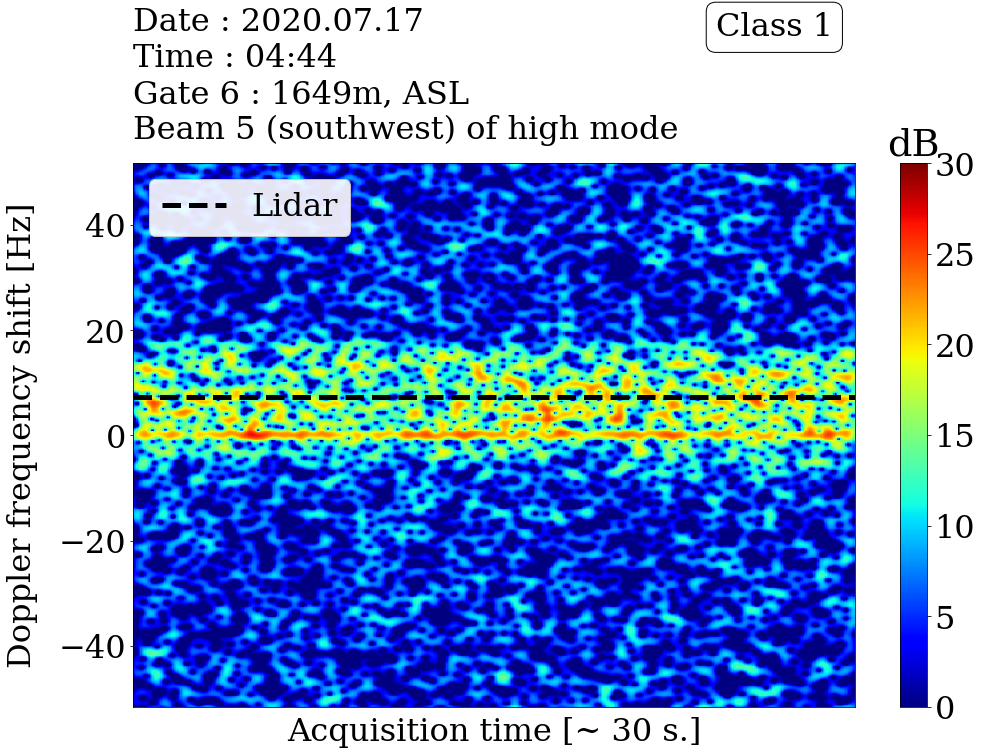 Date : 2020.07.17
Time : 04:44
Gate 6 : 1649m, ASL
Beam 5 (southwest) of high mode
Class 1
dB
Lidar
Doppler frequency shift [Hz]
40
20
0
−20
−40
30
25
20
15
10
5
0
Acquisition time [~ 30 s.]